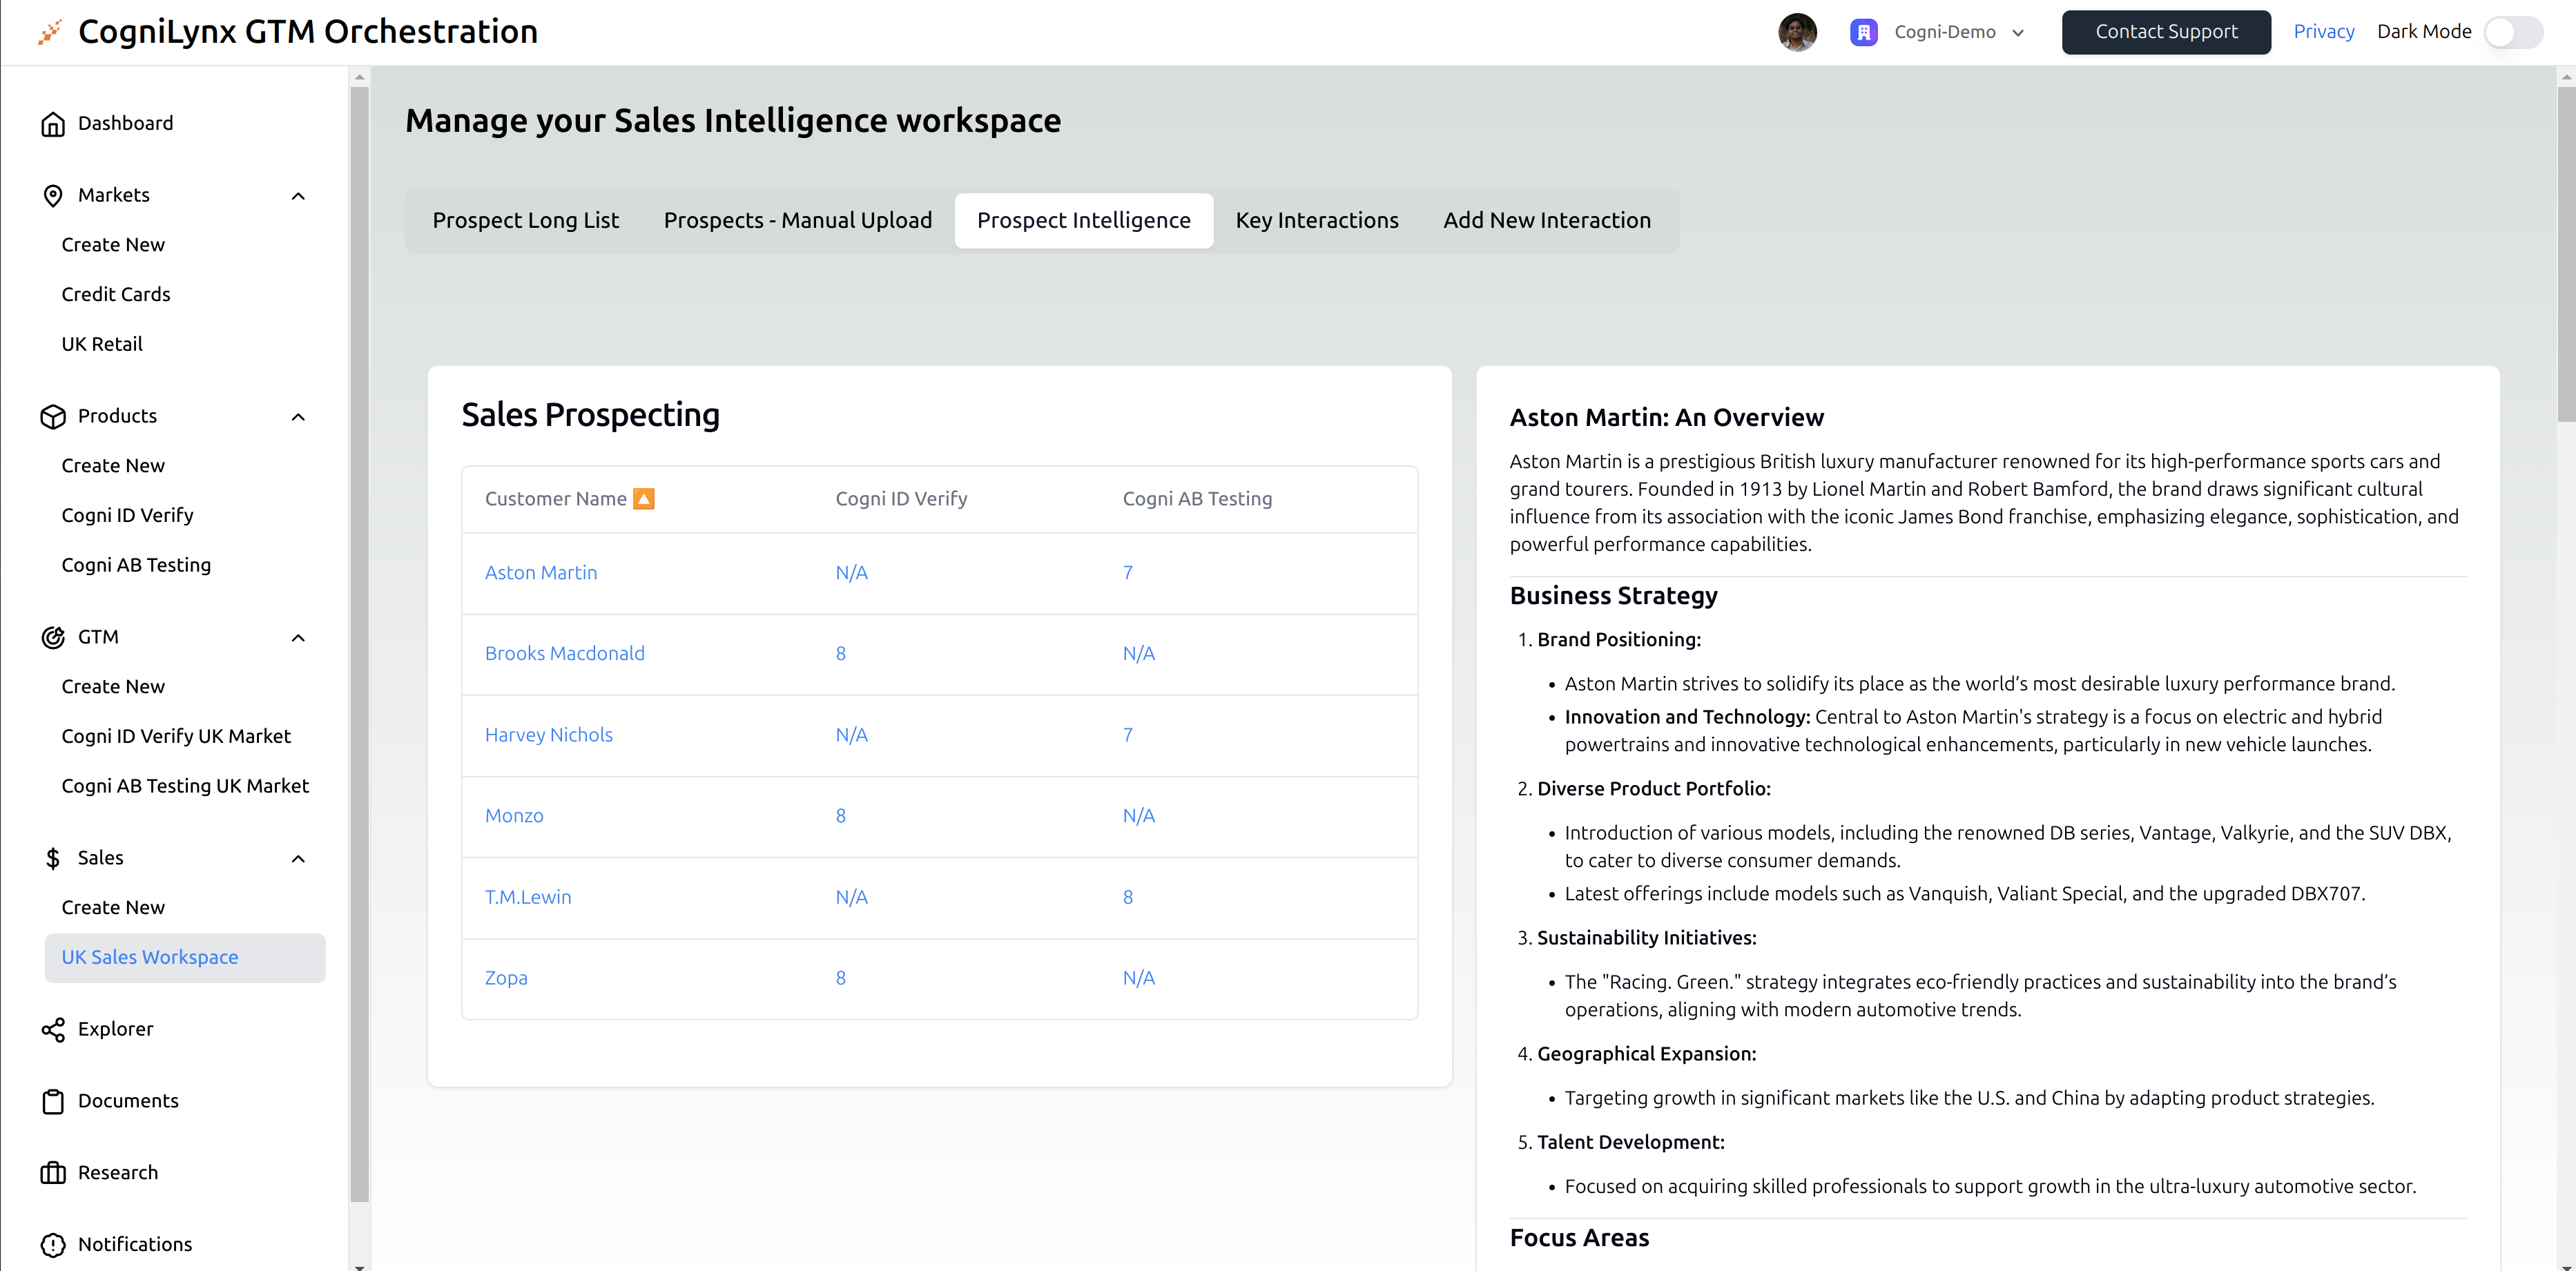 CogniLynx GTM Orchestration
Cogni-Demo
Contact Support
Privacy
Dark Mode
Dashboard
Markets
Create New
Credit Cards
UK Retail
Products
Create New
Cogni ID Verify
Cogni AB Testing
GTM
Create New
Cogni ID Verify UK Market
Cogni AB Testing UK Market
Sales
Create New
UK Sales Workspace
Explorer
Documents
Research
Notifications
Manage your Sales Intelligence workspace
Prospect Long List
Prospects - Manual Upload
Prospect Intelligence
Key Interactions
Add New Interaction
Sales Prospecting
Customer Name 🔼 Cogni ID Verify Cogni AB Testing
Aston Martin N/A 7
Brooks Macdonald 8 N/A
Harvey Nichols N/A 7
Monzo 8 N/A
T.M.Lewin N/A 8
Zopa 8 N/A
Aston Martin: An Overview
Aston Martin is a prestigious British luxury manufacturer renowned for its high-performance sports cars and
grand tourers. Founded in 1913 by Lionel Martin and Robert Bamford, the brand draws significant cultural
influence from its association with the iconic James Bond franchise, emphasizing elegance, sophistication, and
powerful performance capabilities.
Business Strategy
1. Brand Positioning:
• Aston Martin strives to solidify its place as the world’s most desirable luxury performance brand.
• Innovation and Technology: Central to Aston Martin's strategy is a focus on electric and hybrid
powertrains and innovative technological enhancements, particularly in new vehicle launches.
2. Diverse Product Portfolio:
• Introduction of various models, including the renowned DB series, Vantage, Valkyrie, and the SUV DBX,
to cater to diverse consumer demands.
• Latest offerings include models such as Vanquish, Valiant Special, and the upgraded DBX707.
3. Sustainability Initiatives:
• The "Racing. Green." strategy integrates eco-friendly practices and sustainability into the brand’s
operations, aligning with modern automotive trends.
4. Geographical Expansion:
• Targeting growth in significant markets like the U.S. and China by adapting product strategies.
5. Talent Development:
• Focused on acquiring skilled professionals to support growth in the ultra-luxury automotive sector.
Focus Areas